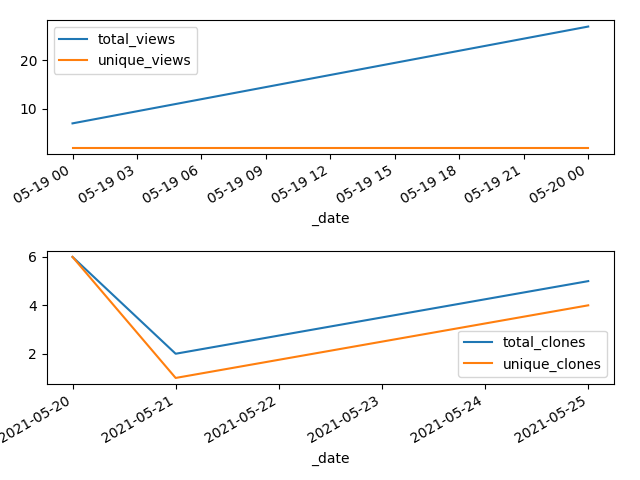 total_views
unique_views
20
10
05-19 00 05-19 03 05-19 06 05-19 09 05-19 12 05-19 15 05-19 18 05-19 21 05-20 00
_date
6
4
2
total_clones
unique_clones
2021-05-20 2021-05-21 2021-05-22 2021-05-23 2021-05-24 2021-05-25
_date